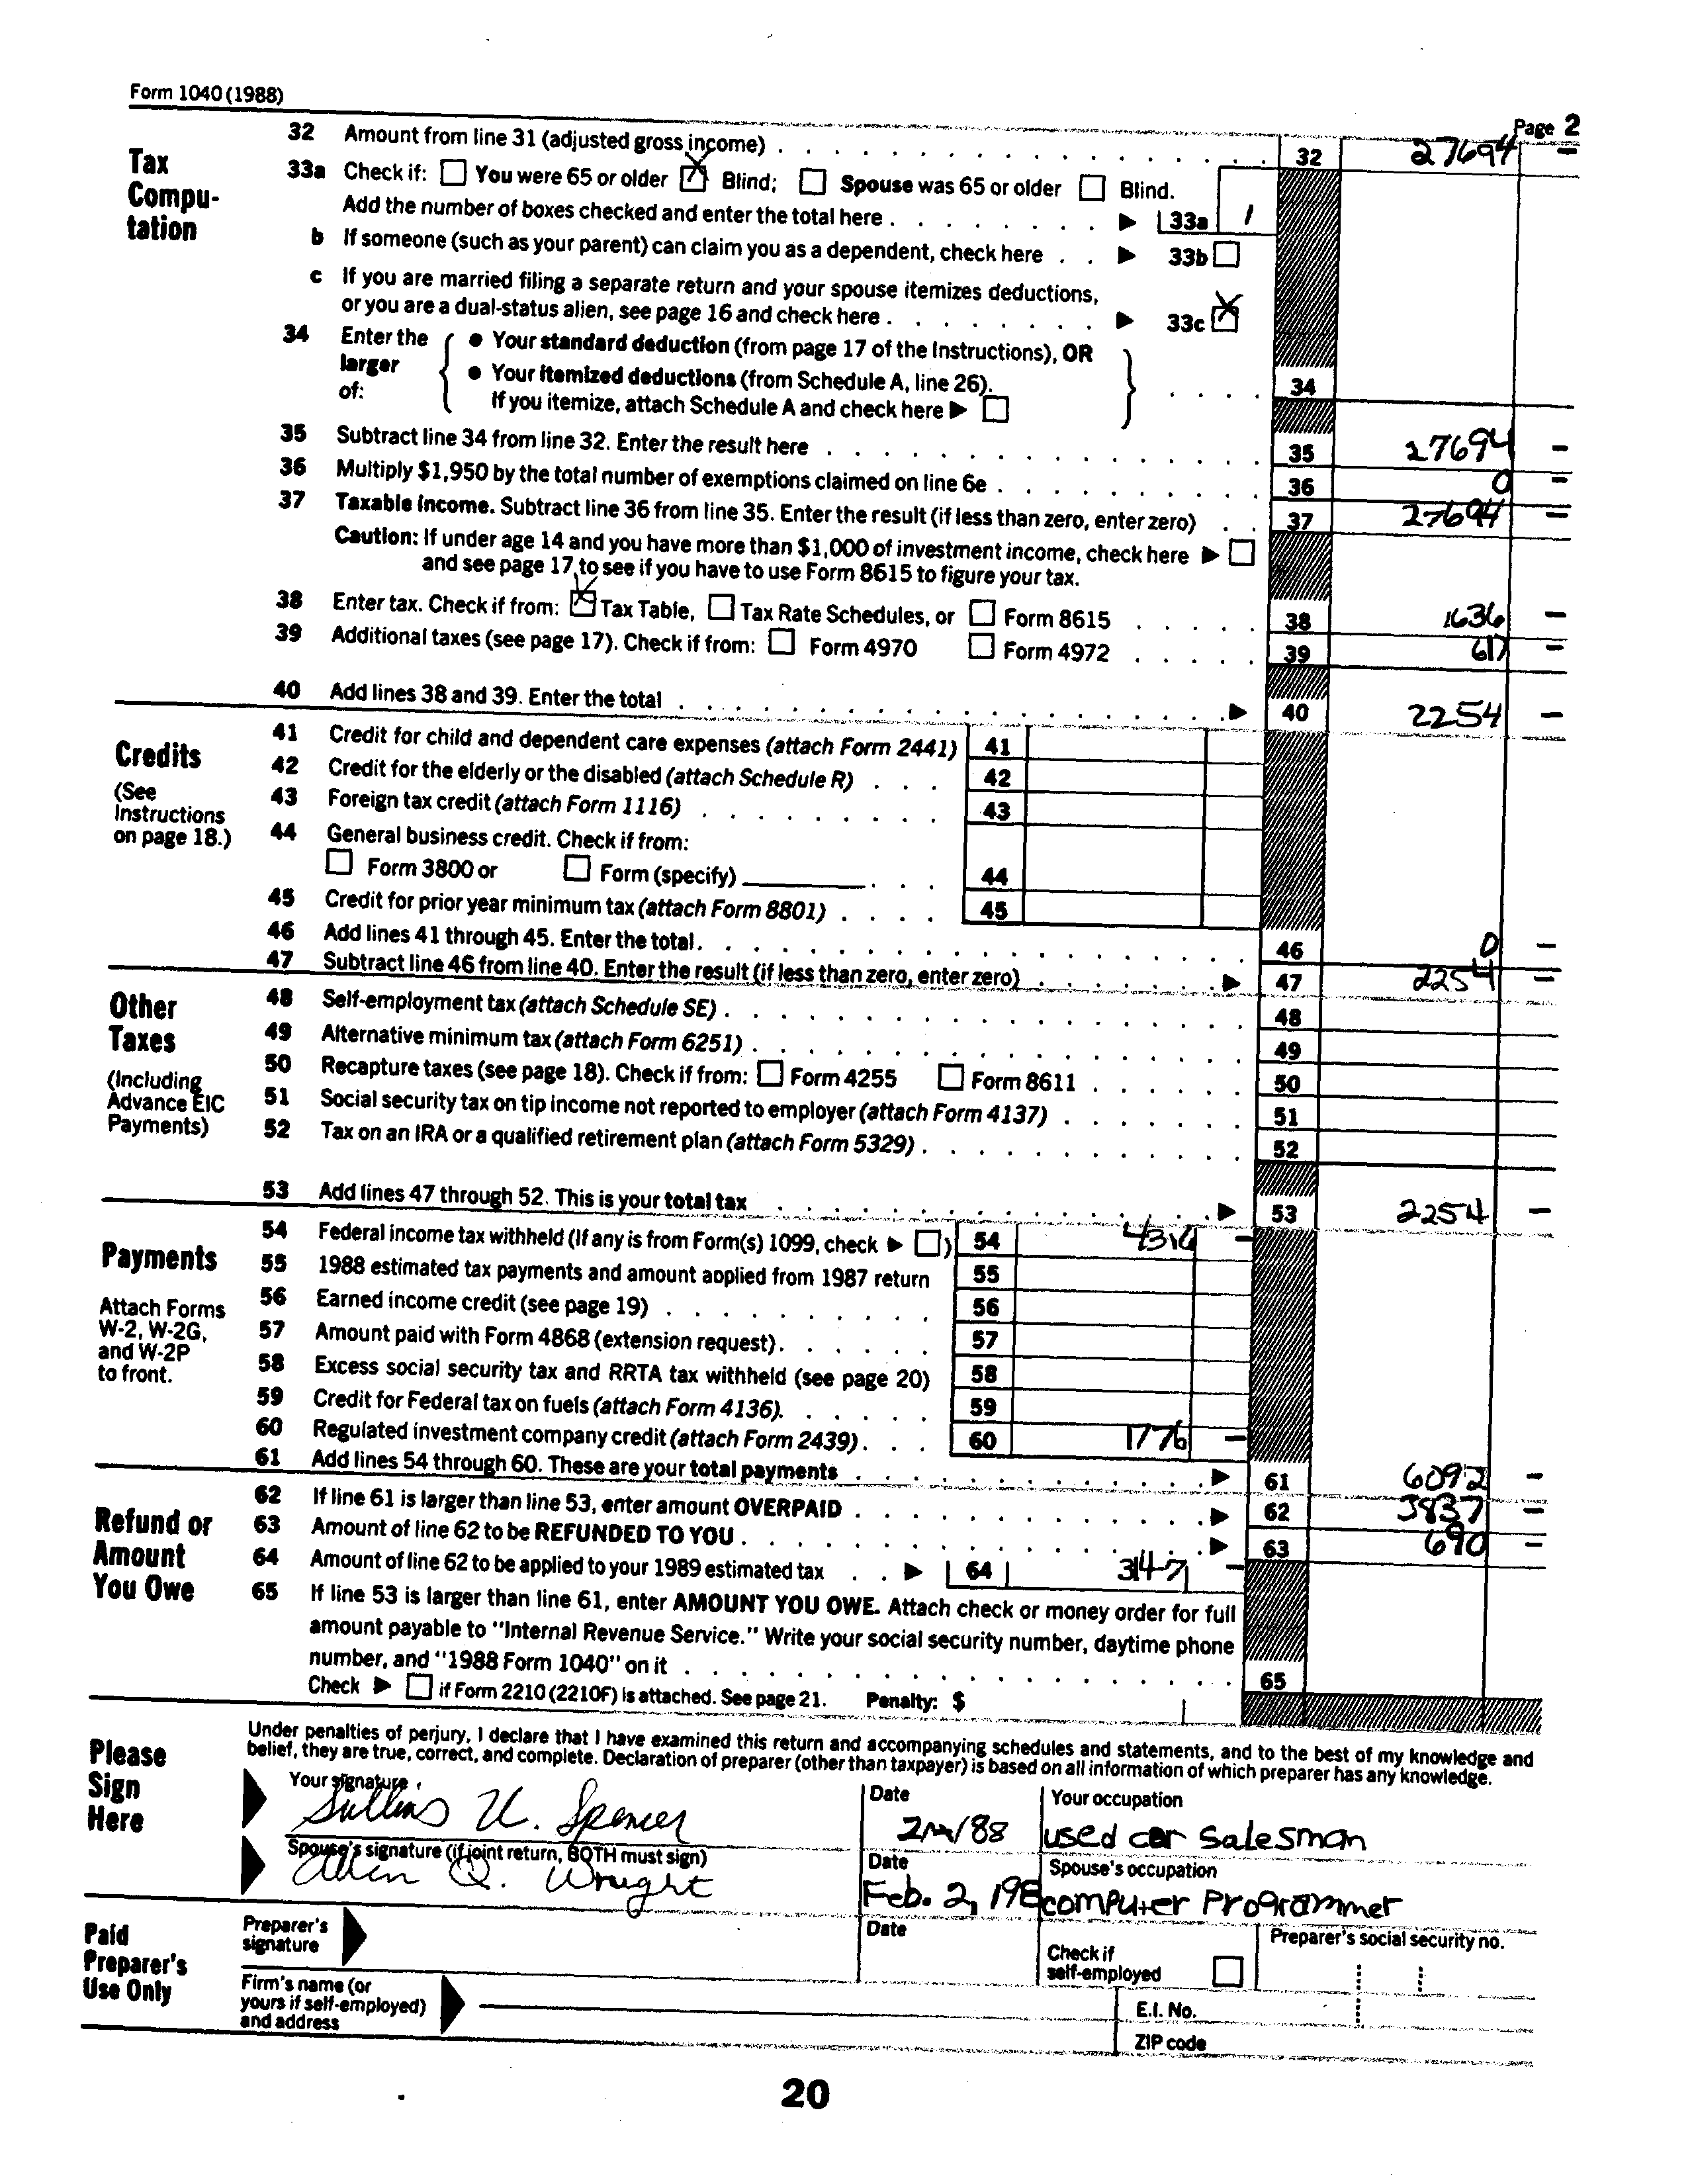 Form 1040 (1988)
Page 2
Tax Compu-tation
32 Amount from line 31 (adjusted gross income) 32 27694 –
33a Check if: You were 65 or older X Blind; Spouse was 65 or older Blind.
Add the number of boxes checked and enter the total here 33a 1
b If someone (such as your parent) can claim you as a dependent, check here 33b
c If you are married filing a separate return and your spouse itemizes deductions,
or you are a dual-status alien, see page 16 and check here 33c X
34 Enter the larger of:
• Your standard deduction (from page 17 of the Instructions), OR
• Your itemized deductions (from Schedule A, line 26).
If you itemize, attach Schedule A and check here 34
35 Subtract line 34 from line 32. Enter the result here 35 27694 –
36 Multiply $1,950 by the total number of exemptions claimed on line 6e 36 0 –
37 Taxable income. Subtract line 36 from line 35. Enter the result (if less than zero, enter zero) 37 27694 –
Caution: If under age 14 and you have more than $1,000 of investment income, check here
and see page 17 to see if you have to use Form 8615 to figure your tax.
38 Enter tax. Check if from: X Tax Table, Tax Rate Schedules, or Form 8615 38 1636 –
39 Additional taxes (see page 17). Check if from: Form 4970 Form 4972 39 617 –
40 Add lines 38 and 39. Enter the total 40 2254 –
Credits
(See Instructions on page 18.)
41 Credit for child and dependent care expenses (attach Form 2441) 41
42 Credit for the elderly or the disabled (attach Schedule R) 42
43 Foreign tax credit (attach Form 1116) 43
44 General business credit. Check if from:
Form 3800 or Form (specify) 44
45 Credit for prior year minimum tax (attach Form 8801) 45
46 Add lines 41 through 45. Enter the total 46 0 –
47 Subtract line 46 from line 40. Enter the result (if less than zero, enter zero) 47 2254 –
Other Taxes
(Including Advance EIC Payments)
48 Self-employment tax (attach Schedule SE) 48
49 Alternative minimum tax (attach Form 6251) 49
50 Recapture taxes (see page 18). Check if from: Form 4255 Form 8611 50
51 Social security tax on tip income not reported to employer (attach Form 4137) 51
52 Tax on an IRA or a qualified retirement plan (attach Form 5329) 52
53 Add lines 47 through 52. This is your total tax 53 2254 –
Payments
Attach Forms W-2, W-2G, and W-2P to front.
54 Federal income tax withheld (If any is from Form(s) 1099, check ) 54 4316 –
55 1988 estimated tax payments and amount applied from 1987 return 55
56 Earned income credit (see page 19) 56
57 Amount paid with Form 4868 (extension request) 57
58 Excess social security tax and RRTA tax withheld (see page 20) 58
59 Credit for Federal tax on fuels (attach Form 4136). 59
60 Regulated investment company credit (attach Form 2439) 60 1776 –
61 Add lines 54 through 60. These are your total payments 61 6092 –
Refund or Amount You Owe
62 If line 61 is larger than line 53, enter amount OVERPAID 62 3837 –
63 Amount of line 62 to be REFUNDED TO YOU 63 690 –
64 Amount of line 62 to be applied to your 1989 estimated tax 64 3147 –
65 If line 53 is larger than line 61, enter AMOUNT YOU OWE. Attach check or money order for full
amount payable to "Internal Revenue Service." Write your social security number, daytime phone
number, and "1988 Form 1040" on it 65
Check if Form 2210 (2210F) is attached. See page 21. Penalty: $
Please Sign Here
Under penalties of perjury, I declare that I have examined this return and accompanying schedules and statements, and to the best of my knowledge and
belief, they are true, correct, and complete. Declaration of preparer (other than taxpayer) is based on all information of which preparer has any knowledge.
Your signature Date Your occupation
Sullins U. Spencer /88 used car salesman
Spouse's signature (if joint return, BOTH must sign) Date Spouse's occupation
Allen Q. Wright Feb. 2, 198 computer Programmer
Paid Preparer's Use Only
Preparer's signature Date Check if self-employed Preparer's social security no.
Firm's name (or yours if self-employed) and address E.I. No.
ZIP code
20